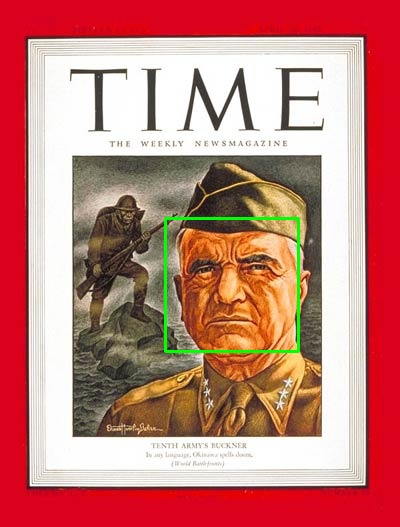 TIME
THE WEEKLY NEWSMAGAZINE
TENTH ARMY'S BUCKNER
In any language, Okinawa spells doom.
(World Battlefronts)